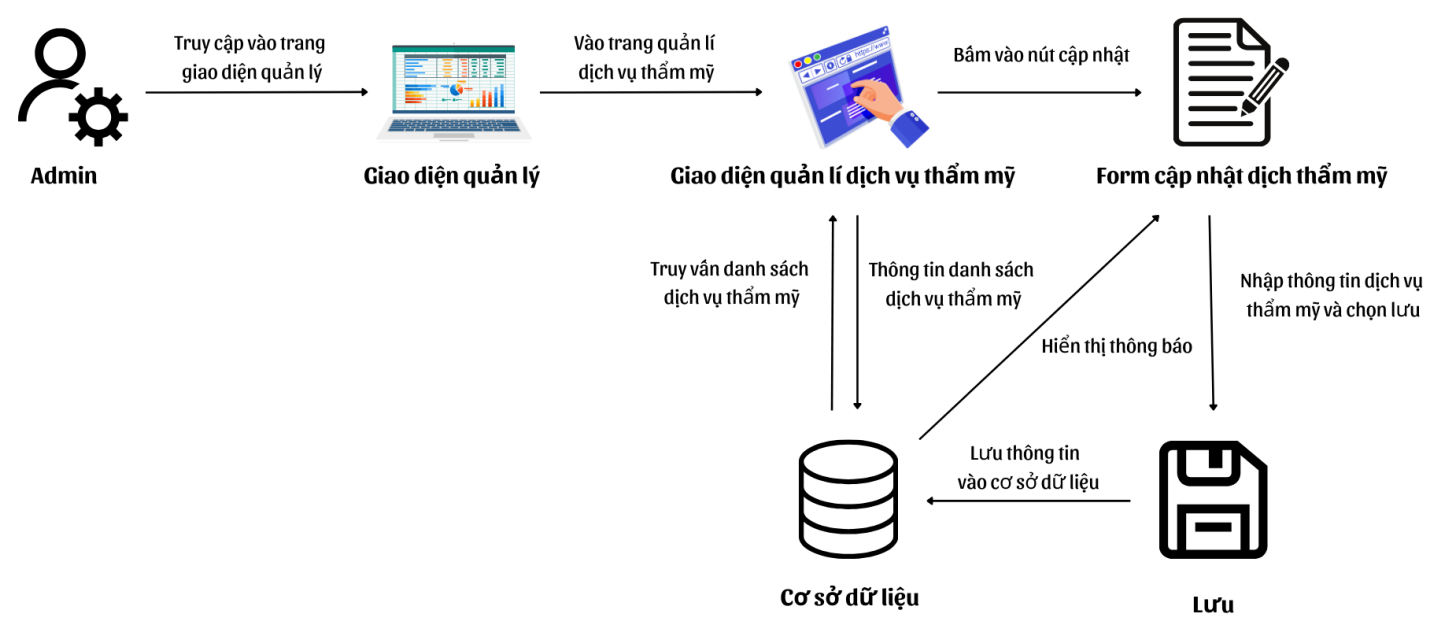 Truy cập vào trang
giao diện quản lý
Vào trang quản lí
dịch vụ thẩm mỹ
https://www
Bấm vào nút cập nhật
Admin
Giao diện quản lý
Giao diện quản lí dịch vụ thẩm mỹ
Form cập nhật dịch thẩm mỹ
Truy vấn danh sách
dịch vụ thẩm mỹ
Thông tin danh sách
dịch vụ thẩm mỹ
Nhập thông tin dịch vụ
thẩm mỹ và chọn lưu
Hiển thị thông báo
Lưu thông tin
vào cơ sở dữ liệu
Cơ sở dữ liệu
Lưu